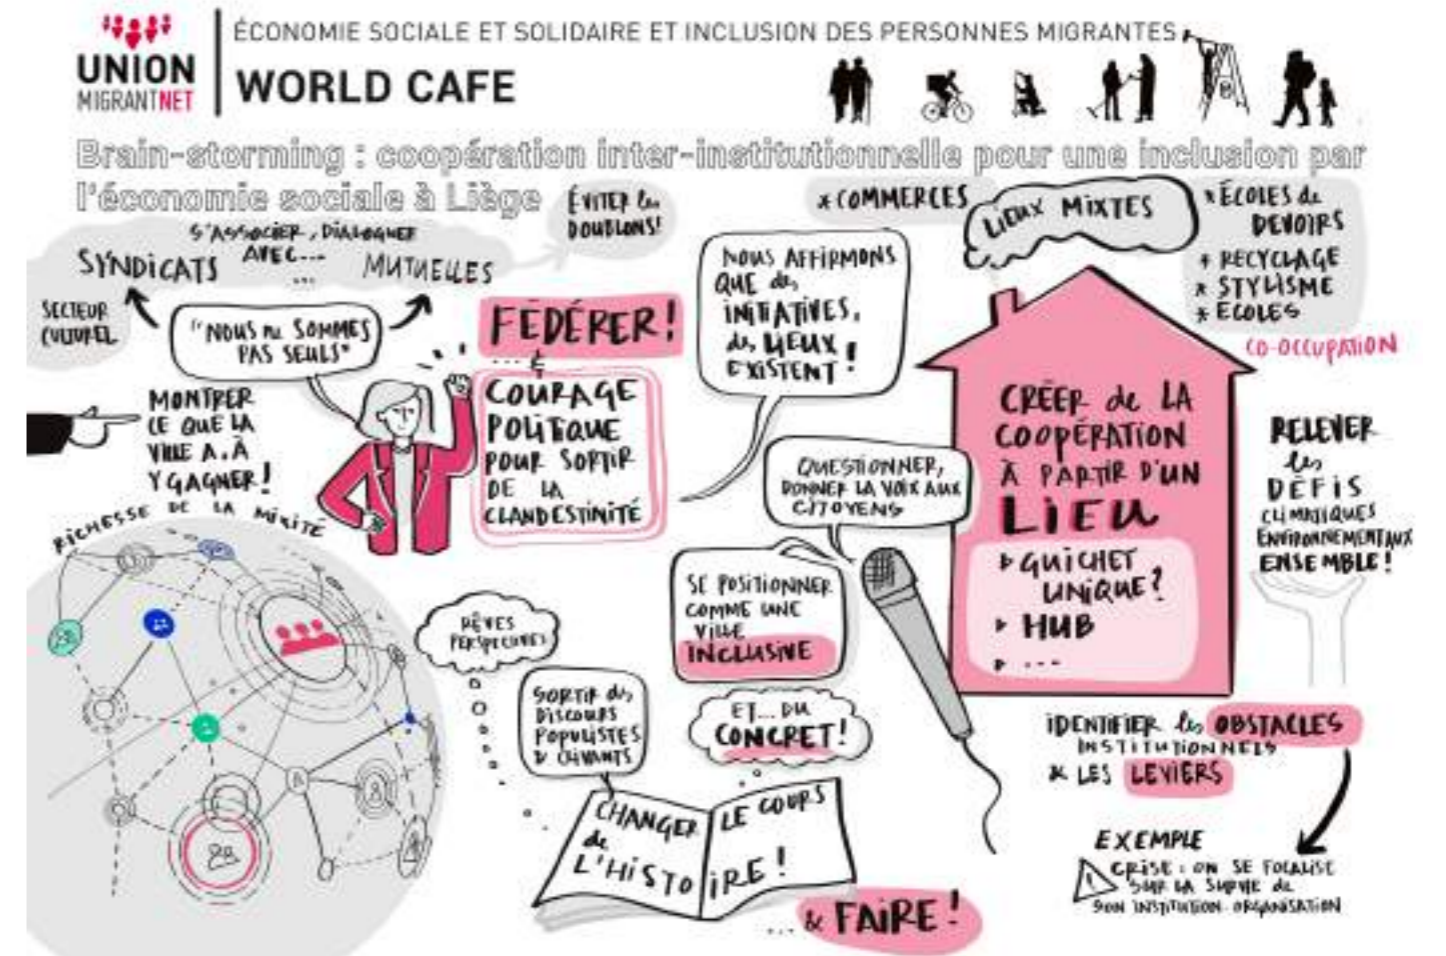 UNION
MIGRANTNET
ÉCONOMIE SOCIALE ET SOLIDAIRE ET INCLUSION DES PERSONNES MIGRANTES
WORLD CAFE
Brain-storming : coopération inter-institutionnelle pour une inclusion par
l'économie sociale à Liège
ÉVITER les
DOUBLONS!
S'ASSOCIER, DIALOGUER
AVEC...
SYNDICATS
...
MUTUELLES
SECTEUR
CULTUREL
"NOUS ne SOMMES
PAS SEULS"
MONTRER
CE QUE LA
VILLE A À
Y GAGNER!
RICHESSE DE LA MIXITÉ
FÉDÉRER!
... &
COURAGE
POLITIQUE
POUR SORTIR
DE LA
CLANDESTINITÉ
NOUS AFFIRMONS
QUE des
INITIATIVES,
des LIEUX
EXISTENT!
* COMMERCES
LIEUX MIXTES
* ÉCOLES de
DEVOIRS
* RECYCLAGE
* STYLISME
* ECOLES
CO-OCCUPATION
CRÉER de LA
COOPÉRATION
À PARTIR D'UN
LIEU
GUICHET
UNIQUE?
HUB
...
RELEVER
les
DÉFIS
CLIMATIQUES
ENVIRONNEMENTAUX
ENSEMBLE!
QUESTIONNER,
DONNER LA VOIX AUX
CITOYENS
SE POSITIONNER
COMME UNE
VILLE
INCLUSIVE
RÊVES
PERSPECTIVES
SORTIR des
DISCOURS
POPULISTES
& CLIVANTS
ET... DU
CONCRET!
CHANGER LE COURS
de
L'HISTOIRE!
... & FAIRE!
IDENTIFIER les OBSTACLES
INSTITUTIONNELS
& LES LEVIERS
EXEMPLE
CRISE : ON SE FOCALISE
SUR LA SURVIE de
SON INSTITUTION-ORGANISATION